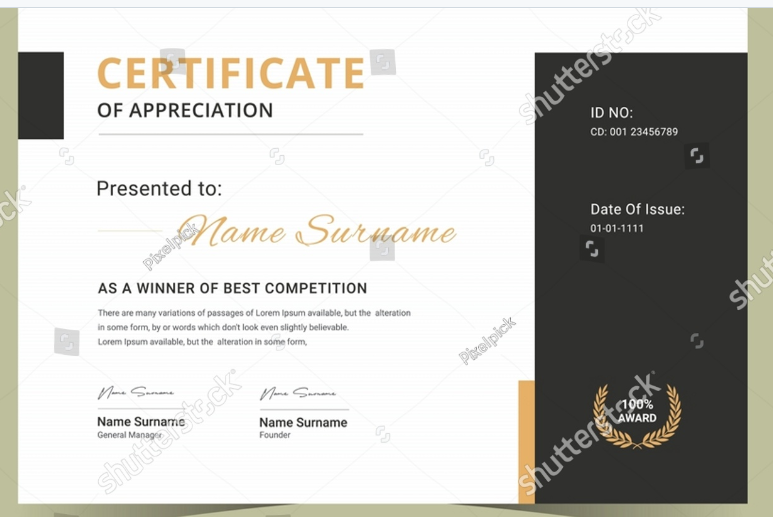 CERTIFICATE
OF APPRECIATION
Presented to:
Name Surname
AS A WINNER OF BEST COMPETITION
There are many variations of passages of Lorem Ipsum available, but the alteration
in some form, by or words which don't look even slightly believable.
Lorem Ipsum available, but the alteration in some form,
Name Surname
Name Surname
General Manager
Name Surname
Name Surname
Founder
ID NO:
CD: 001 23456789
Date Of Issue:
01-01-1111
100%
AWARD
shutterstock
shutterstock
shutterstock
Pixelpick
Pixelpick